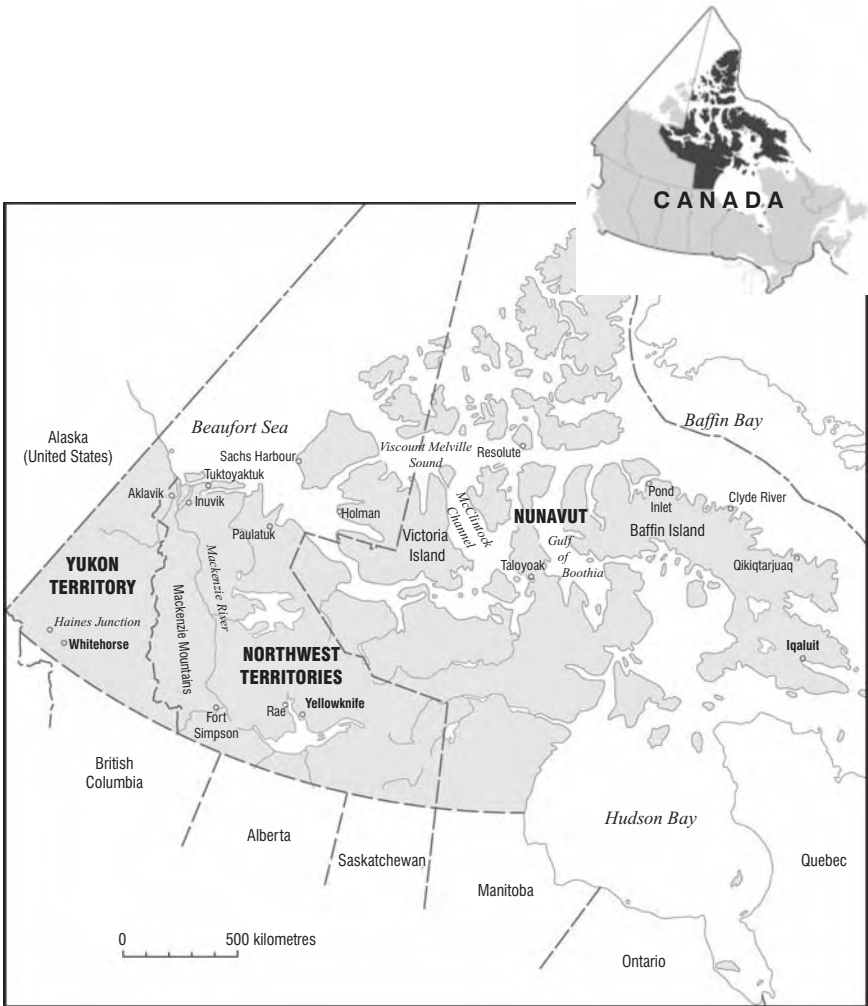 CANADA
Alaska
(United States)
Beaufort Sea
Sachs Harbour
Tuktoyaktuk
Aklavik
Inuvik
Viscount Melville
Sound
Resolute
Baffin Bay
Holman
Paulatuk
McClintock
Channel
Victoria
Island
NUNAVUT
Pond
Inlet
Clyde River
Baffin Island
Gulf
of
Boothia
Taloyoak
Qikiqtarjuaq
YUKON
TERRITORY
Mackenzie River
Mackenzie Mountains
Haines Junction
Whitehorse
NORTHWEST
TERRITORIES
Iqaluit
Rae
Yellowknife
Fort
Simpson
British
Columbia
Alberta
Saskatchewan
Manitoba
Hudson Bay
Quebec
Ontario
0 500 kilometres